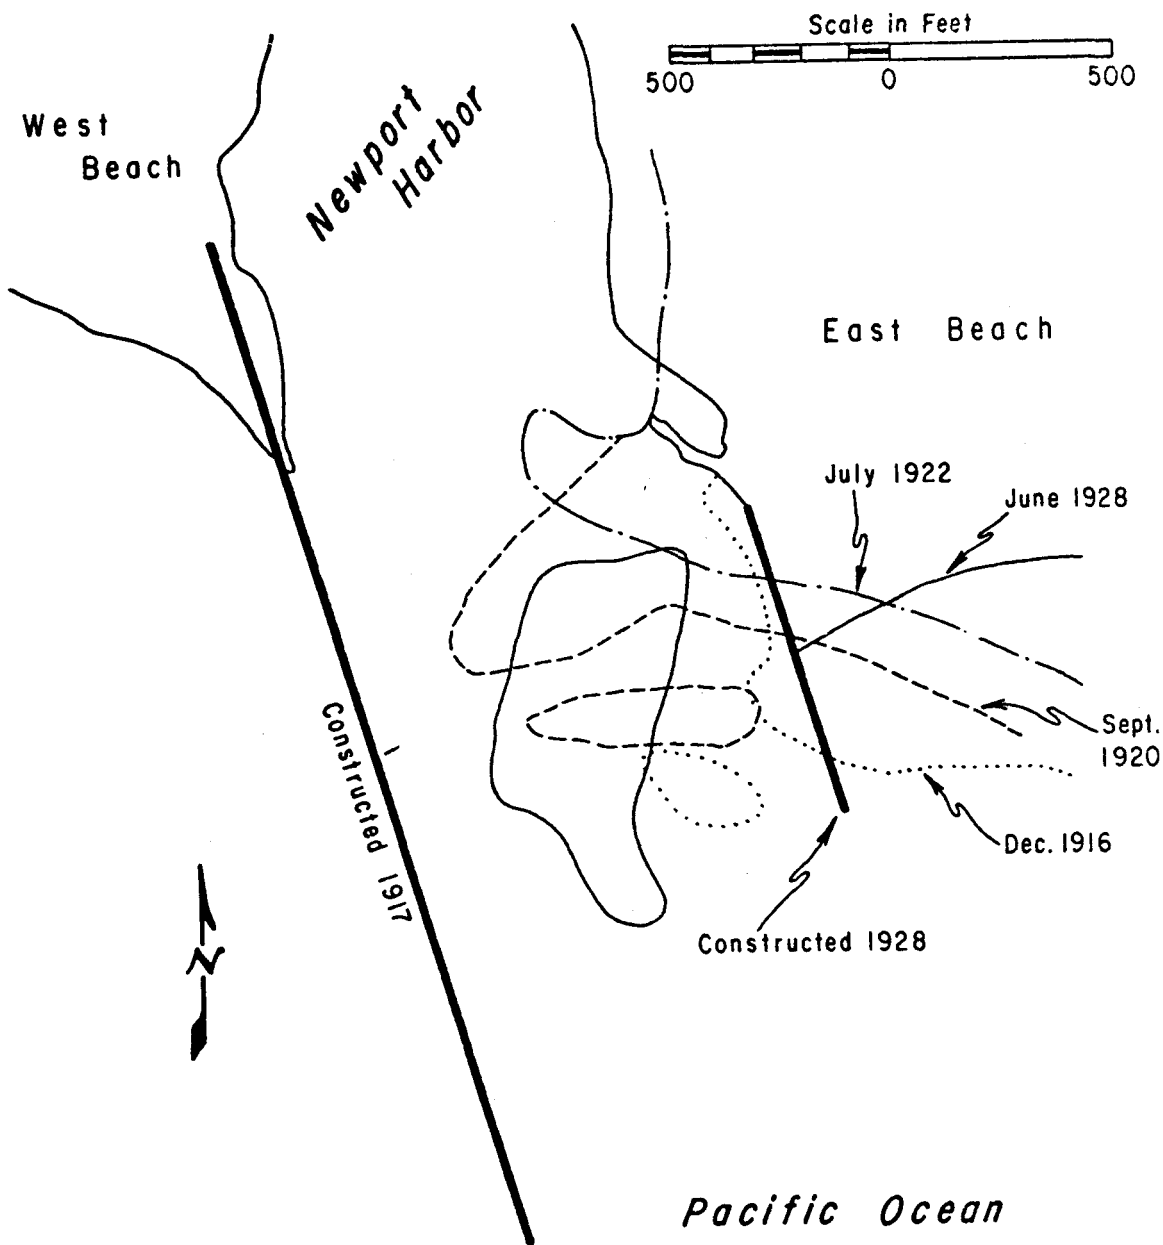 Scale in Feet
500 0 500
West
Beach
Newport
Harbor
East Beach
July 1922
June 1928
Sept.
1920
Dec. 1916
Constructed 1917
Constructed 1928
N
Pacific Ocean